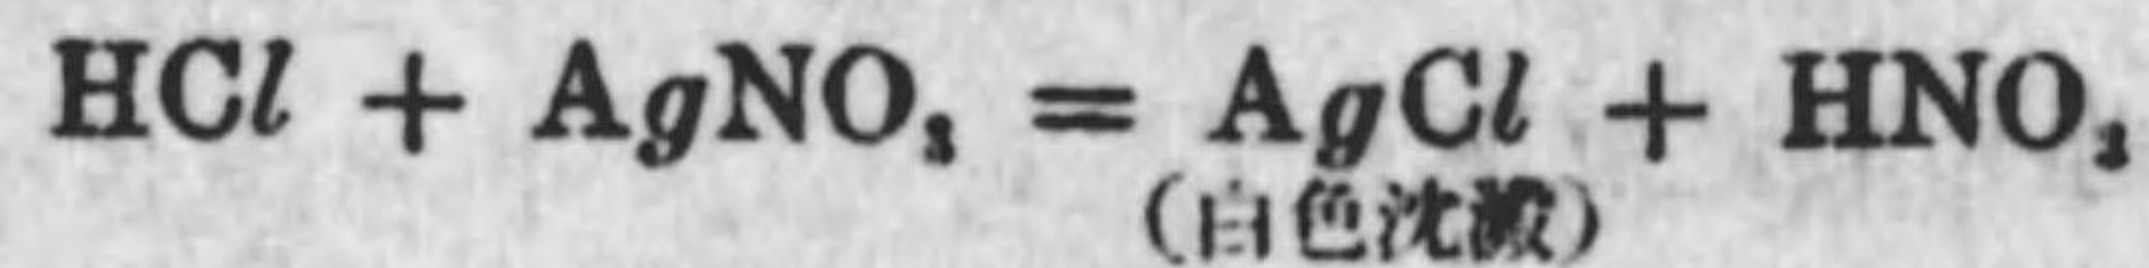 HCl + AgNO₃ = AgCl + HNO₃
(白色沈澱)